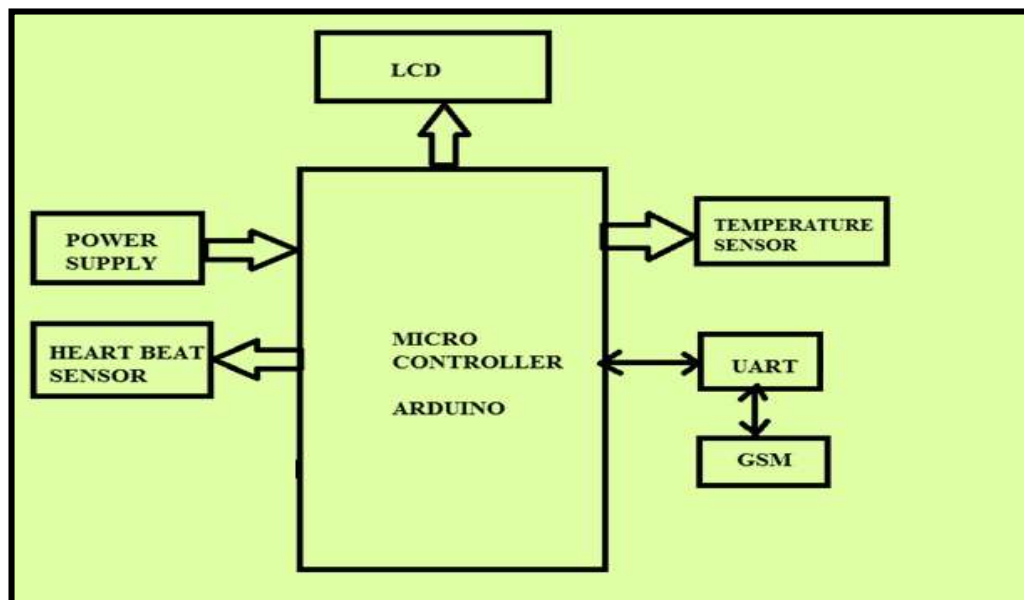 LCD
POWER
SUPPLY
TEMPERATURE
SENSOR
HEART BEAT
SENSOR
MICRO
CONTROLLER
ARDUINO
UART
GSM